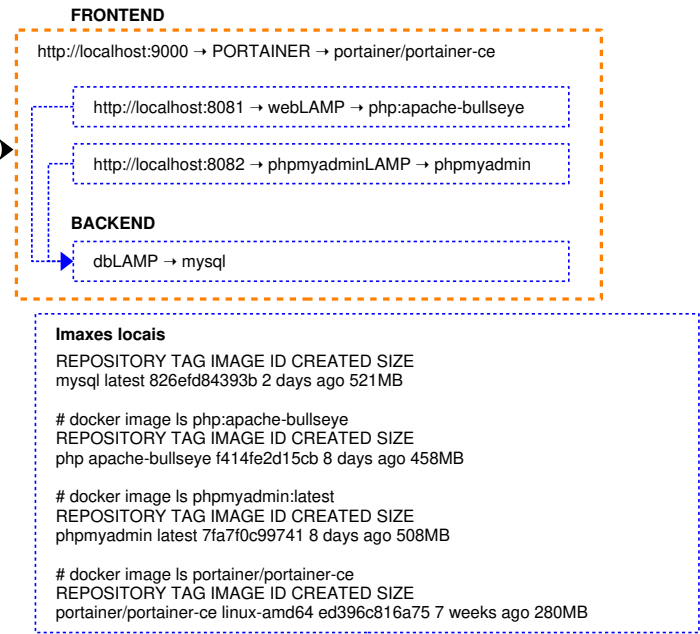 FRONTEND
http://localhost:9000 ➝ PORTAINER ➝ portainer/portainer-ce
http://localhost:8081 ➝ webLAMP ➝ php:apache-bullseye
http://localhost:8082 ➝ phpmyadminLAMP ➝ phpmyadmin
BACKEND
dbLAMP ➝ mysql
Imaxes locais
REPOSITORY TAG IMAGE ID CREATED SIZE
mysql latest 826efd84393b 2 days ago 521MB
# docker image ls php:apache-bullseye
REPOSITORY TAG IMAGE ID CREATED SIZE
php apache-bullseye f414fe2d15cb 8 days ago 458MB
# docker image ls phpmyadmin:latest
REPOSITORY TAG IMAGE ID CREATED SIZE
phpmyadmin latest 7fa7f0c99741 8 days ago 508MB
# docker image ls portainer/portainer-ce
REPOSITORY TAG IMAGE ID CREATED SIZE
portainer/portainer-ce linux-amd64 ed396c816a75 7 weeks ago 280MB